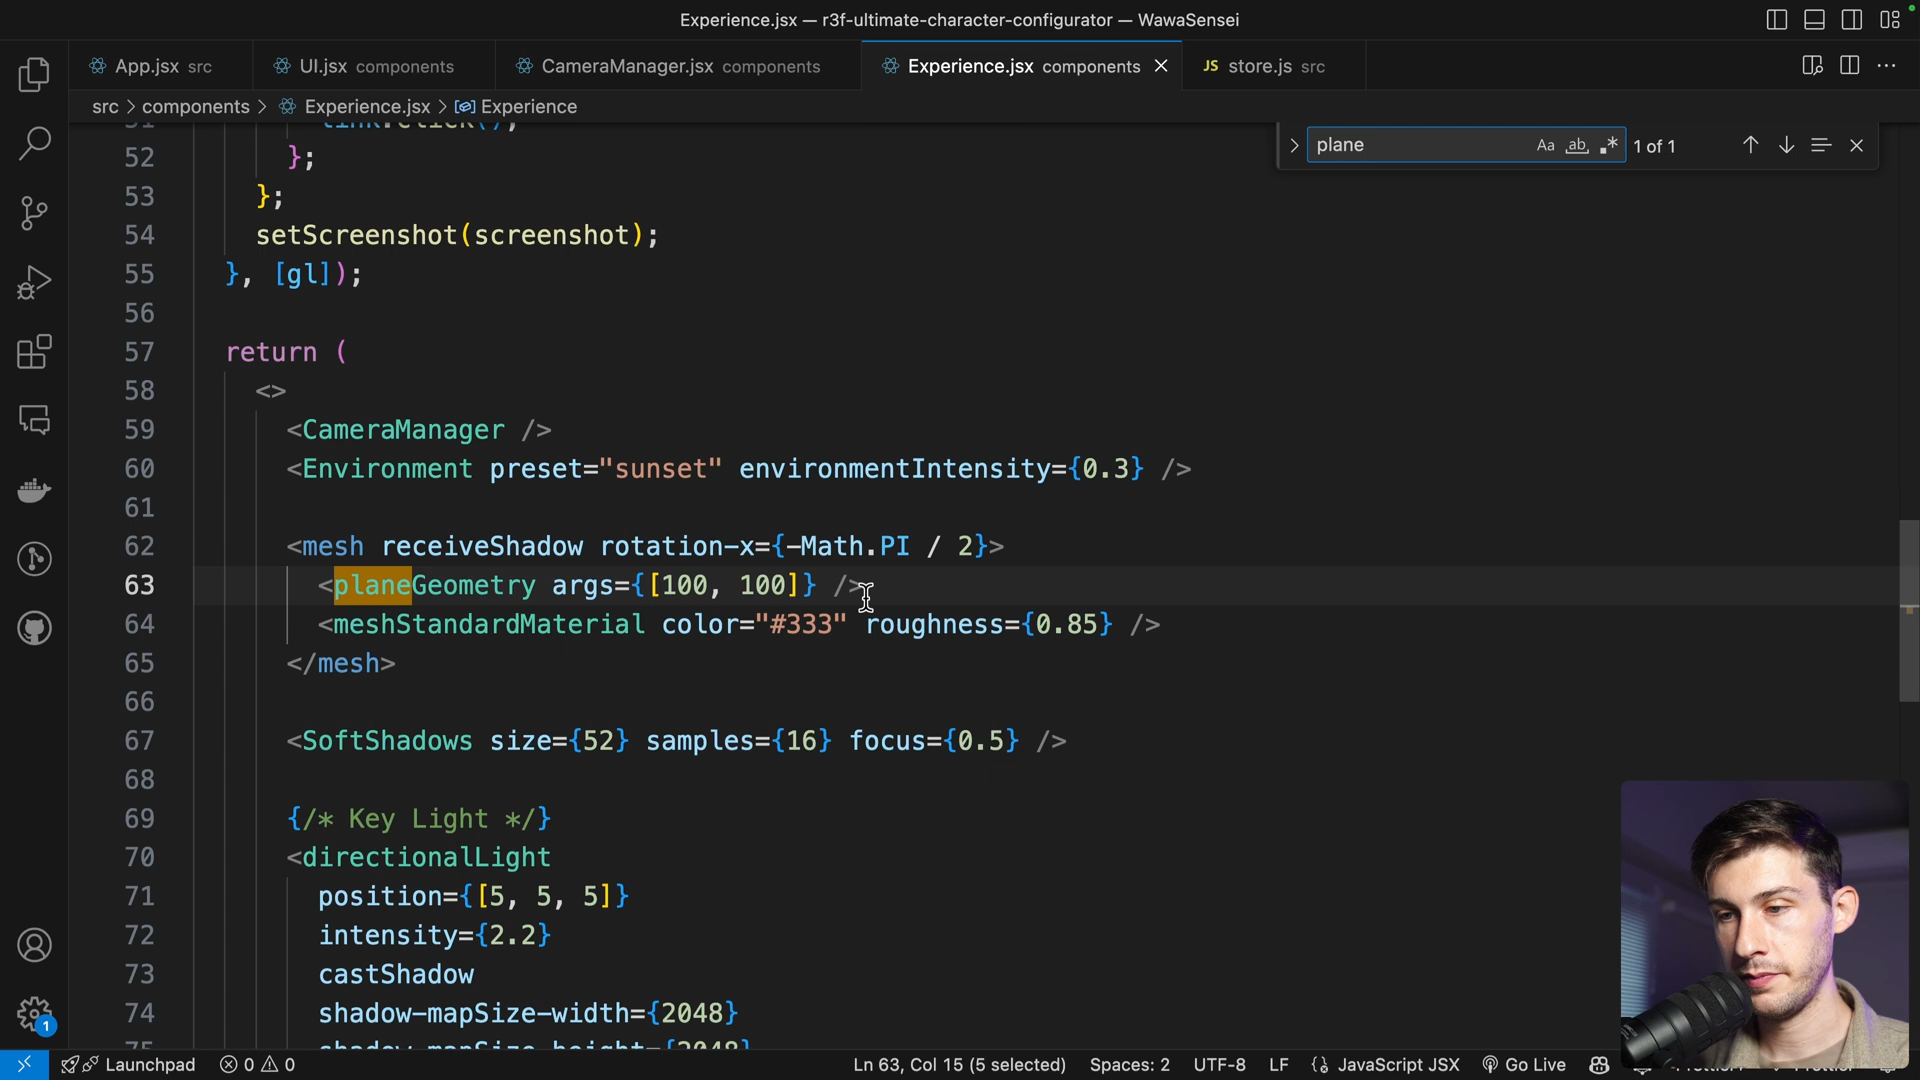 Experience.jsx — r3f-ultimate-character-configurator — WawaSensei
App.jsx src
UI.jsx components
CameraManager.jsx components
Experience.jsx components
JS store.js src
src > components > Experience.jsx > Experience
plane
Aa ab .* 1 of 1
52 };
53 };
54 setScreenshot(screenshot);
55 }, [gl]);
56
57 return (
58 <>
59 <CameraManager />
60 <Environment preset="sunset" environmentIntensity={0.3} />
61
62 <mesh receiveShadow rotation-x={-Math.PI / 2}>
63 <planeGeometry args={[100, 100]} />
64 <meshStandardMaterial color="#333" roughness={0.85} />
65 </mesh>
66
67 <SoftShadows size={52} samples={16} focus={0.5} />
68
69 {/* Key Light */}
70 <directionalLight
71 position={[5, 5, 5]}
72 intensity={2.2}
73 castShadow
74 shadow-mapSize-width={2048}
1
Launchpad 0 0 Ln 63, Col 15 (5 selected) Spaces: 2 UTF-8 LF {} JavaScript JSX Go Live